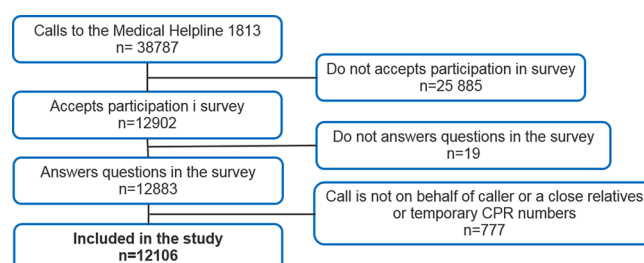 Calls to the Medical Helpline 1813
n= 38787
Do not accepts participation in survey
n=25 885
Accepts participation i survey
n=12902
Do not answers questions in the survey
n=19
Answers questions in the survey
n=12883
Call is not on behalf of caller or a close relatives
or temporary CPR numbers
n=777
Included in the study
n=12106